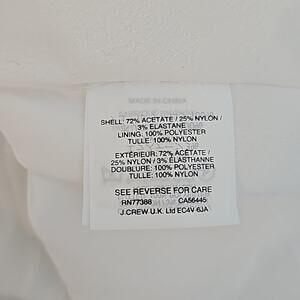 MADE IN CHINA
SHELL: 72% ACETATE / 25% NYLON /
3% ELASTANE
LINING: 100% POLYESTER
TULLE: 100% NYLON
EXTÉRIEUR: 72% ACÉTATE /
25% NYLON / 3% ÉLASTHANNE
DOUBLURE: 100% POLYESTER
TULLE: 100% NYLON
SEE REVERSE FOR CARE
RN77388 CA56445
J.CREW U.K. Ltd EC4V 6JA